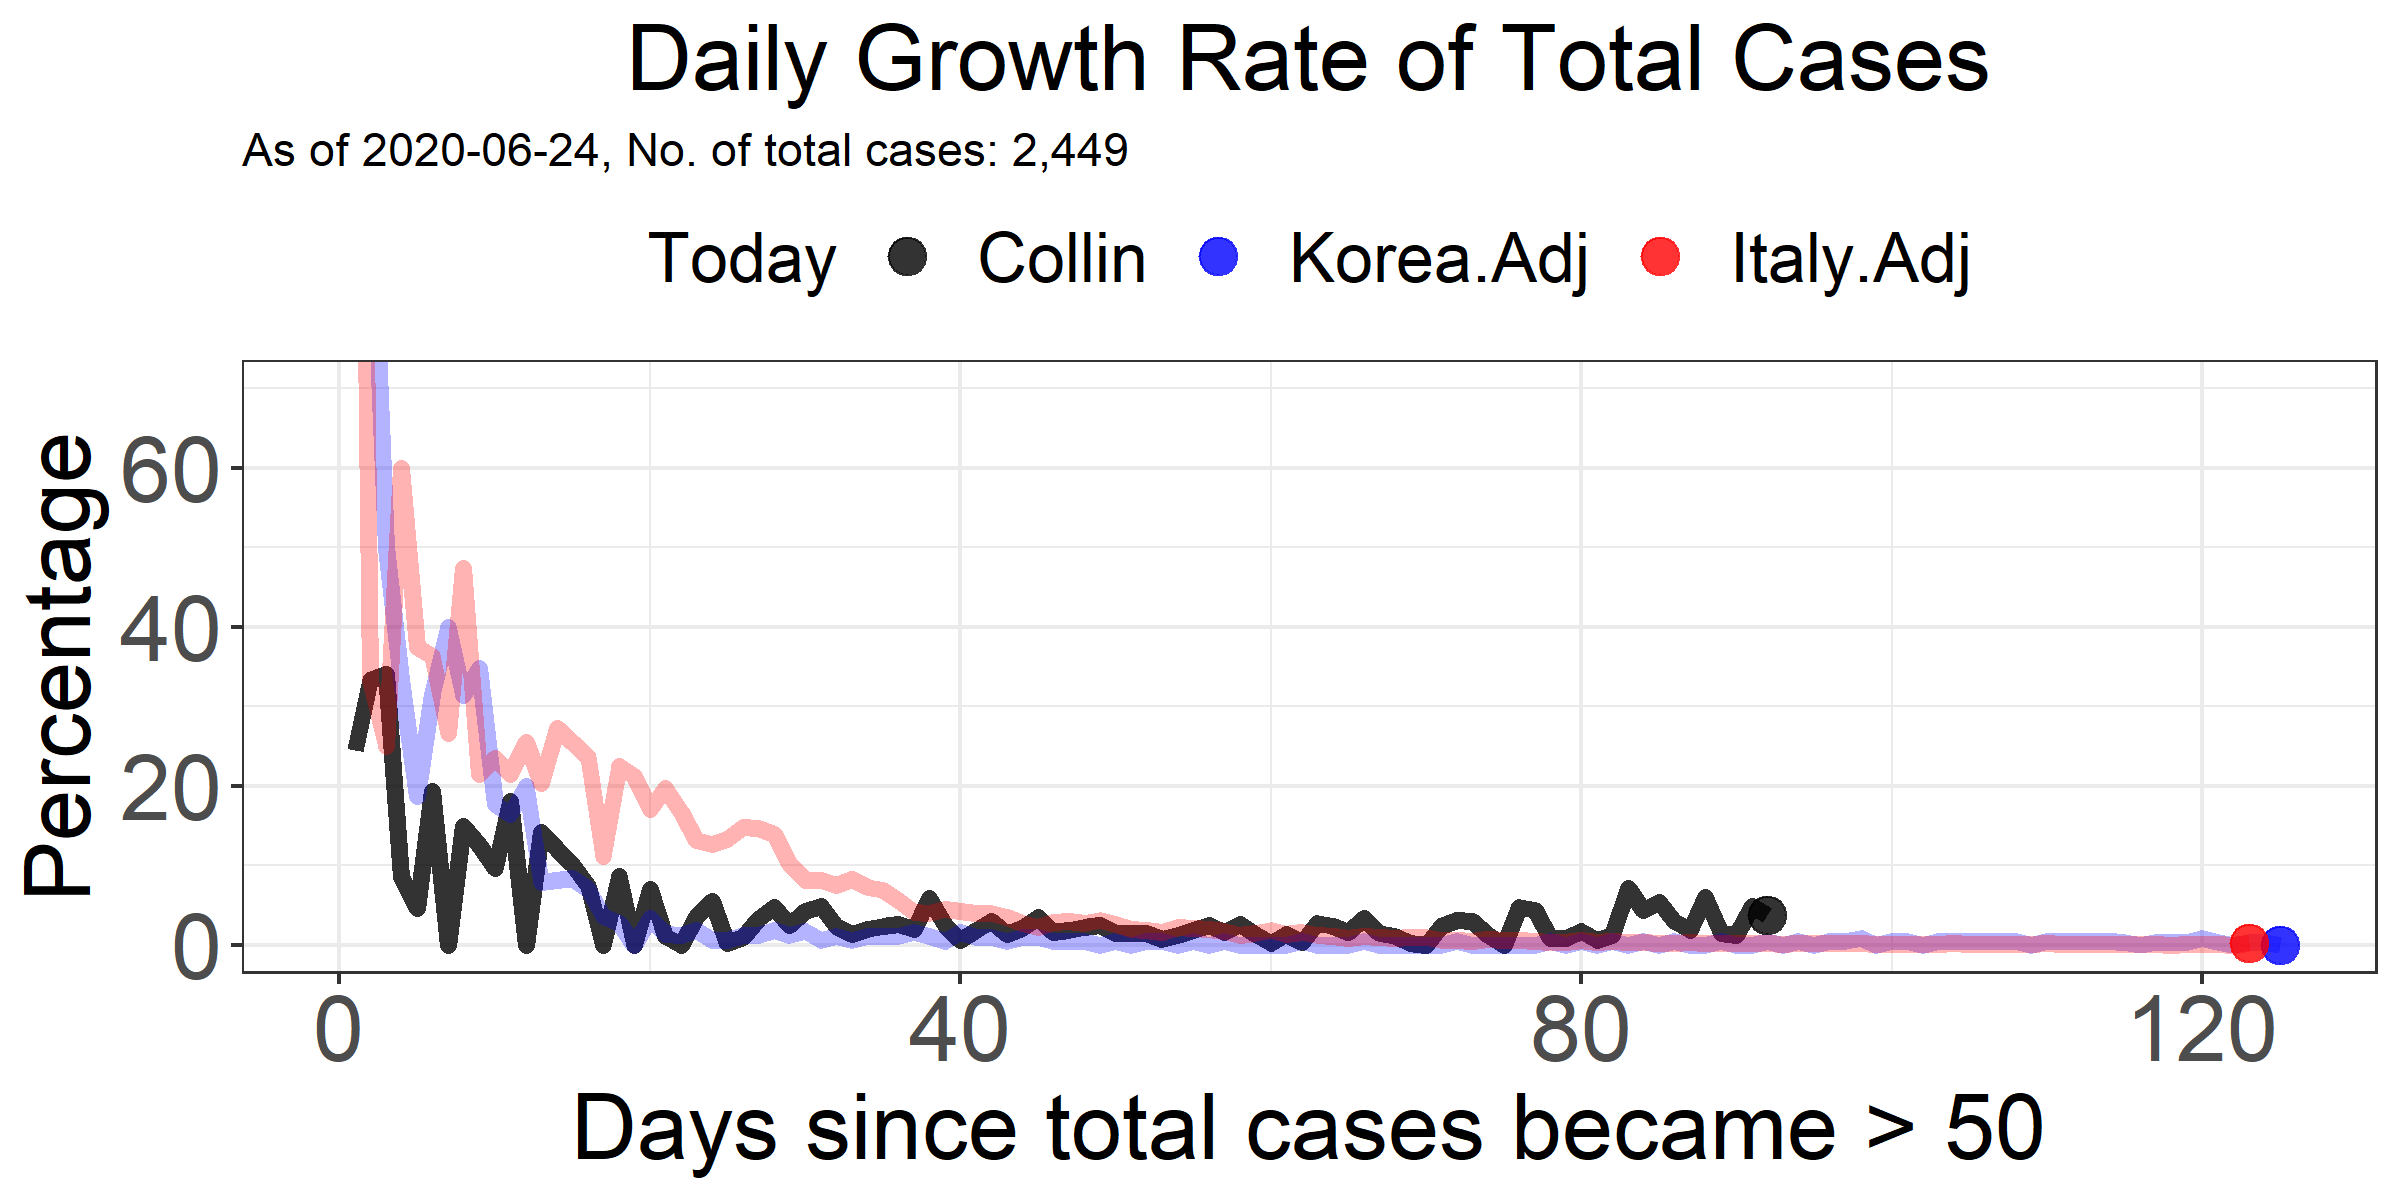 Daily Growth Rate of Total Cases
As of 2020-06-24, No. of total cases: 2,449
Today Collin Korea.Adj Italy.Adj
Percentage
60
40
20
0
0 40 80 120
Days since total cases became > 50